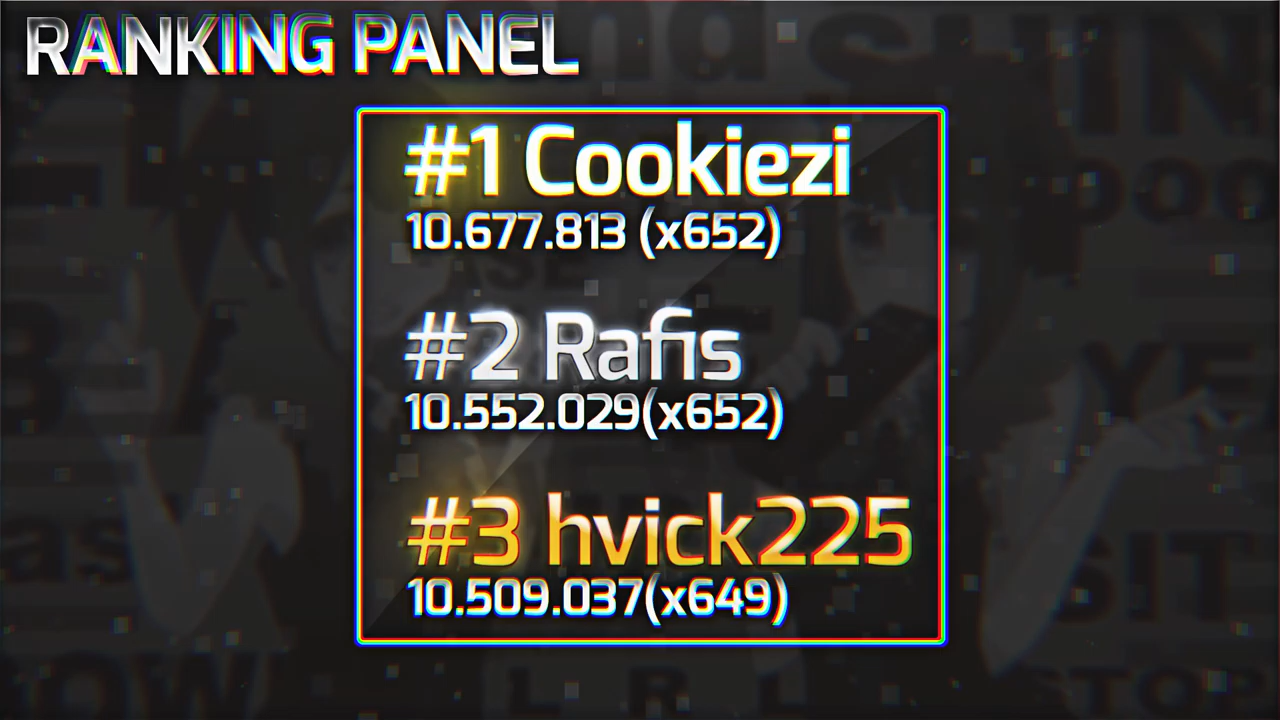 RANKING PANEL
#1 Cookiezi
10.677.813 (x652)
#2 Rafis
10.552.029(x652)
#3 hvick225
10.509.037(x649)